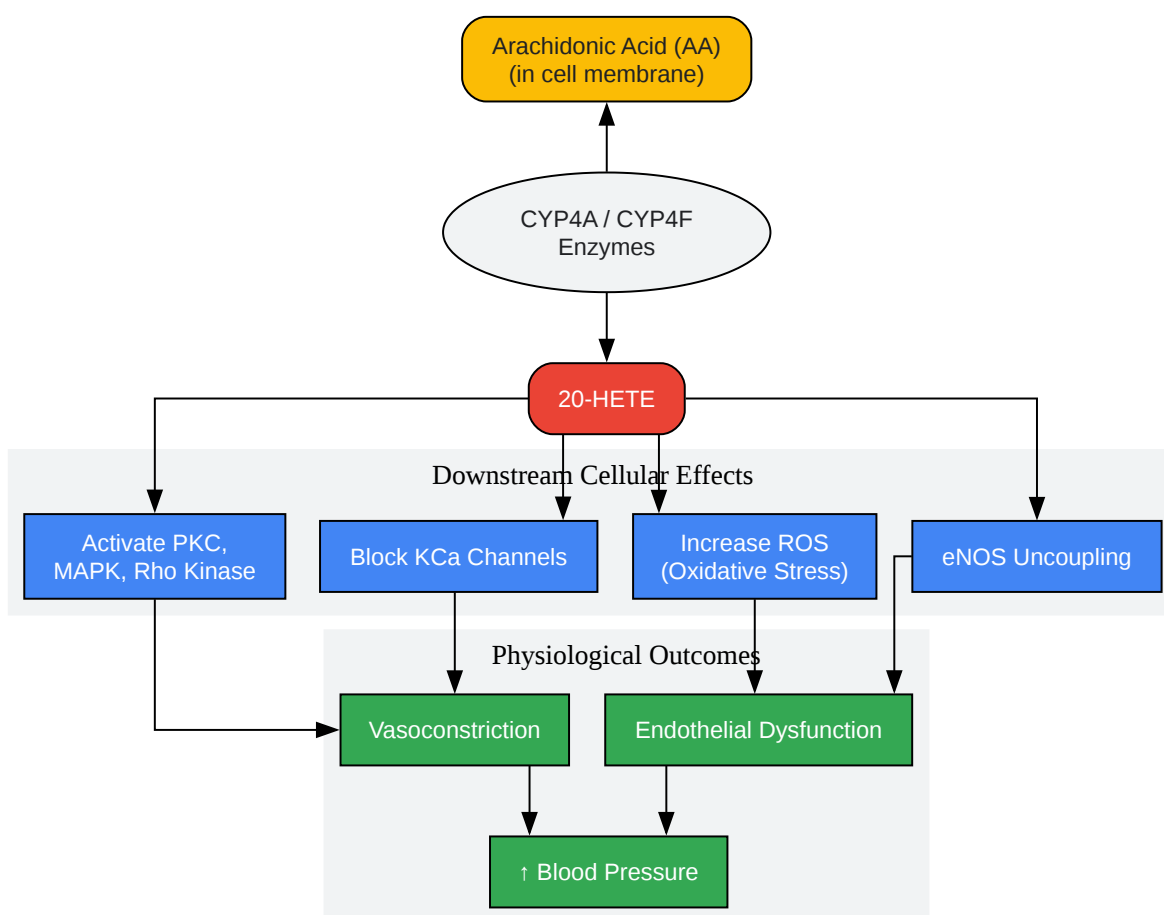 Arachidonic Acid (AA)
(in cell membrane)
CYP4A / CYP4F
Enzymes
20-HETE
Downstream Cellular Effects
Activate PKC,
MAPK, Rho Kinase
Block KCa Channels
Increase ROS
(Oxidative Stress)
eNOS Uncoupling
Physiological Outcomes
Vasoconstriction
Endothelial Dysfunction
↑ Blood Pressure